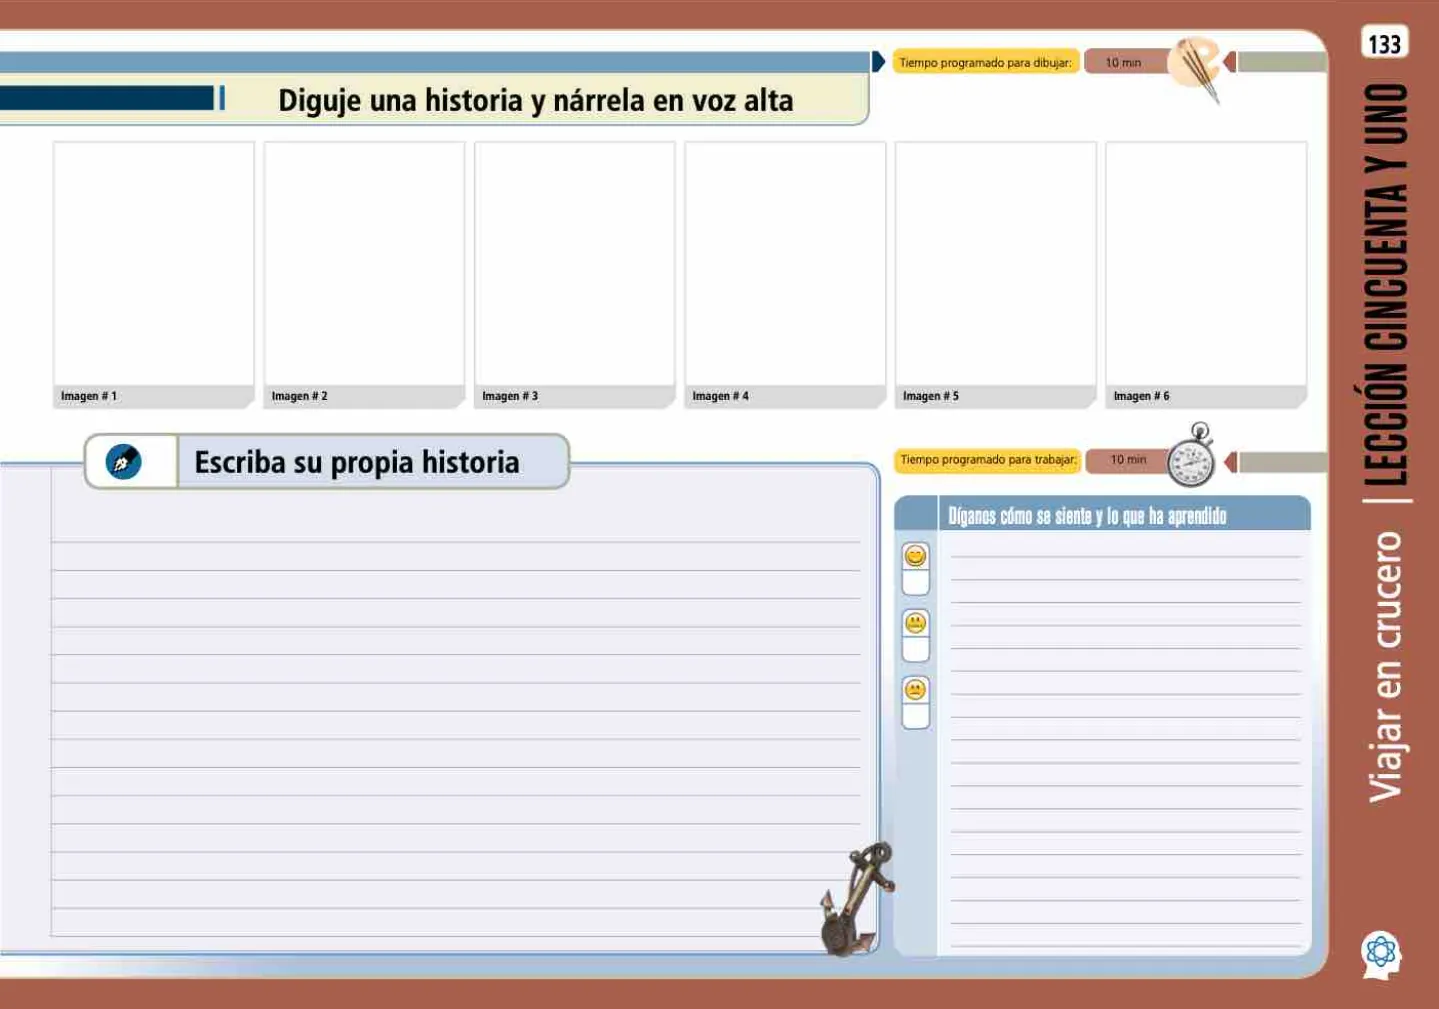 Tiempo programado para dibujar:
10 min
Diguje una historia y nárrela en voz alta
Imagen # 1
Imagen # 2
Imagen # 3
Imagen # 4
Imagen # 5
Imagen # 6
Escriba su propia historia
Tiempo programado para trabajar:
10 min
Díganos cómo se siente y lo que ha aprendido
133
Viajar en crucero | LECCIÓN CINCUENTA Y UNO